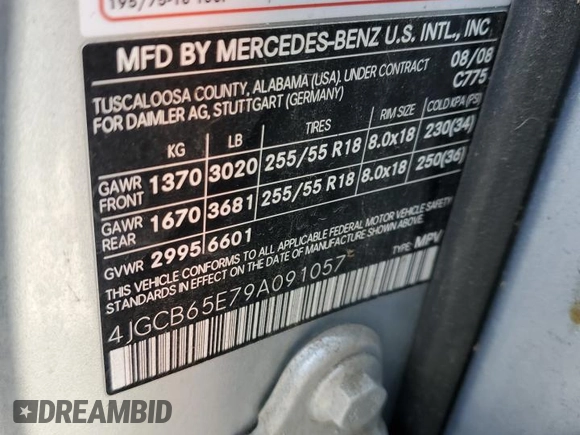 MFD BY MERCEDES-BENZ U.S. INTL., INC
TUSCALOOSA COUNTY, ALABAMA (USA). UNDER CONTRACT 08/08
FOR DAIMLER AG, STUTTGART (GERMANY) C775
KG LB TIRES RIM SIZE COLD KPA (PSI)
GAWR FRONT 1370 3020 255/55 R18 8.0x18 230(34)
GAWR REAR 1670 3681 255/55 R18 8.0x18 250(36)
GVWR 2995 6601
THIS VEHICLE CONFORMS TO ALL APPLICABLE FEDERAL MOTOR VEHICLE SAFETY
STANDARDS IN EFFECT ON THE DATE OF MANUFACTURE SHOWN ABOVE.
4JGCB65E79A091057 TYPE: MPV
DREAMBID